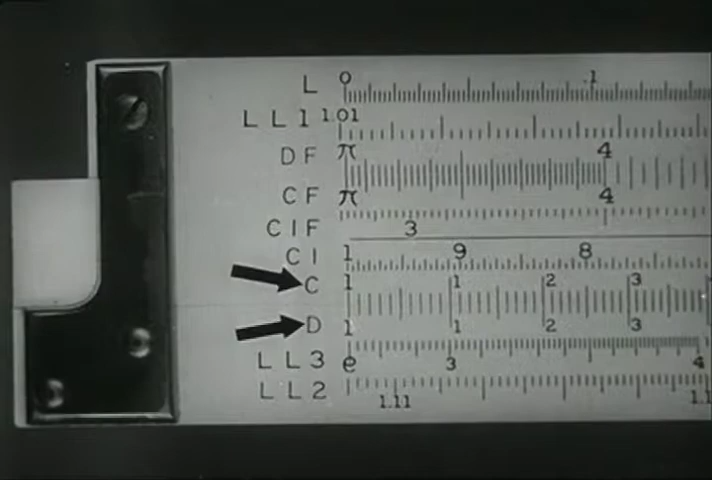 L 0 .1
LL1 1.01
DF π 4
CF π 4
CIF 3
CI 1 9 8
C 1 1 2 3
D 1 1 2 3
LL3 e 3 4
LL2 1.11